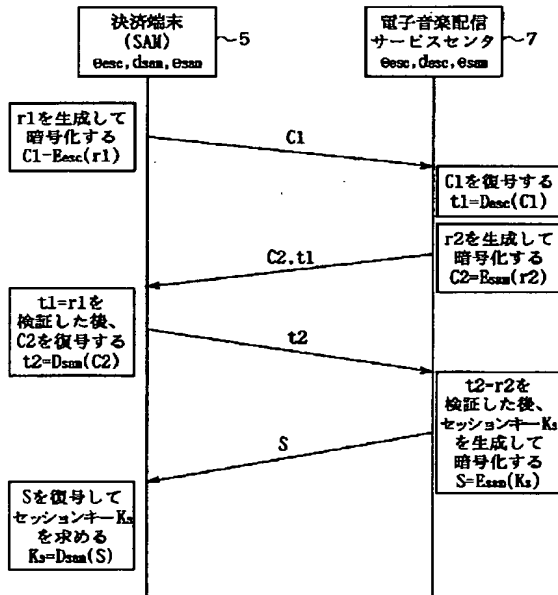 決済端末
(SAM)
eesc,dsam,esam
5
電子音楽配信
サービスセンタ
eesc,desc,esam
7
r1を生成して
暗号化する
C1-Eesc(r1)
C1
C1を復号する
t1=Desc(C1)
r2を生成して
暗号化する
C2=Esam(r2)
C2,t1
t1=r1を
検証した後、
C2を復号する
t2=Dsam(C2)
t2
t2=r2を
検証した後、
セッションキーKs
を生成して
暗号化する
S=Esam(Ks)
S
Sを復号して
セッションキーKs
を求める
Ks=Dsam(S)